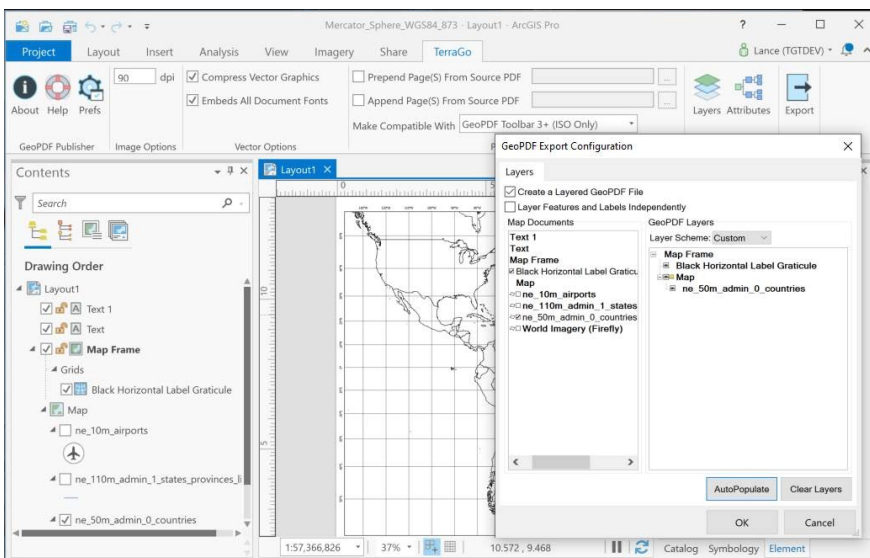 Mercator_Sphere_WGS84_873 - Layout1 - ArcGIS Pro
?
Project Layout Insert Analysis View Imagery Share TerraGo
Lance (TGTDEV)
90 dpi
Compress Vector Graphics
Embeds All Document Fonts
Prepend Page(S) From Source PDF
...
Append Page(S) From Source PDF
...
Make Compatible With GeoPDF Toolbar 3+ (ISO Only)
About Help Prefs
Layers Attributes Export
GeoPDF Publisher Image Options Vector Options
Contents
Search
Drawing Order
Layout1
Text 1
Text
Map Frame
Grids
Black Horizontal Label Graticule
Map
ne_10m_airports
ne_110m_admin_1_states_provinces_li
ne_50m_admin_0_countries
Layout1
0
10
5
1:57,366,826 37% 10.572 , 9.468
Catalog Symbology Element
GeoPDF Export Configuration
Layers
Create a Layered GeoPDF File
Layer Features and Labels Independently
Map Documents
Text 1
Text
Map Frame
Black Horizontal Label Graticu
Map
ne_10m_airports
ne_110m_admin_1_states
ne_50m_admin_0_countries
World Imagery (Firefly)
GeoPDF Layers
Layer Scheme: Custom
Map Frame
Black Horizontal Label Graticule
Map
ne_50m_admin_0_countries
AutoPopulate Clear Layers
OK Cancel